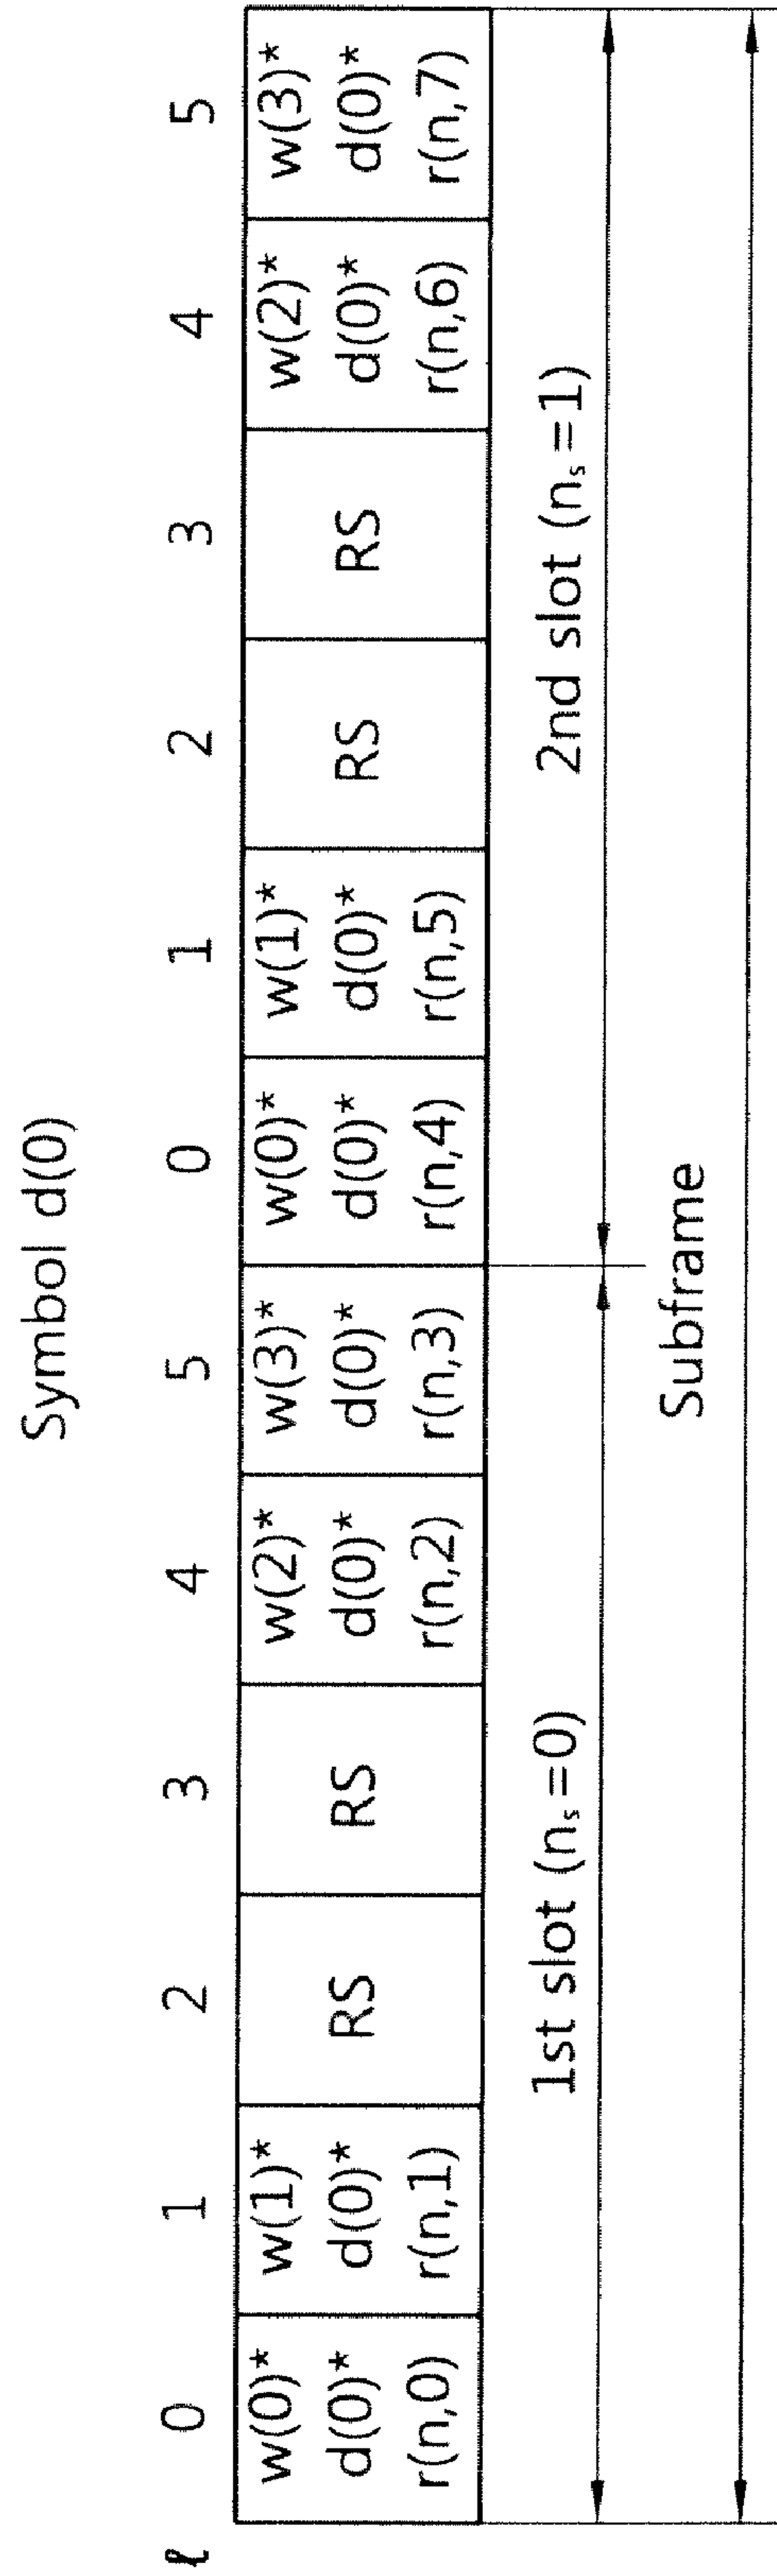 Symbol d(0)
ℓ 0 1 2 3 4 5 0 1 2 3 4 5
w(0)*
d(0)*
r(n,0)
w(1)*
d(0)*
r(n,1)
RS
RS
w(2)*
d(0)*
r(n,2)
w(3)*
d(0)*
r(n,3)
w(0)*
d(0)*
r(n,4)
w(1)*
d(0)*
r(n,5)
RS
RS
w(2)*
d(0)*
r(n,6)
w(3)*
d(0)*
r(n,7)
1st slot (nₛ=0)
2nd slot (nₛ=1)
Subframe